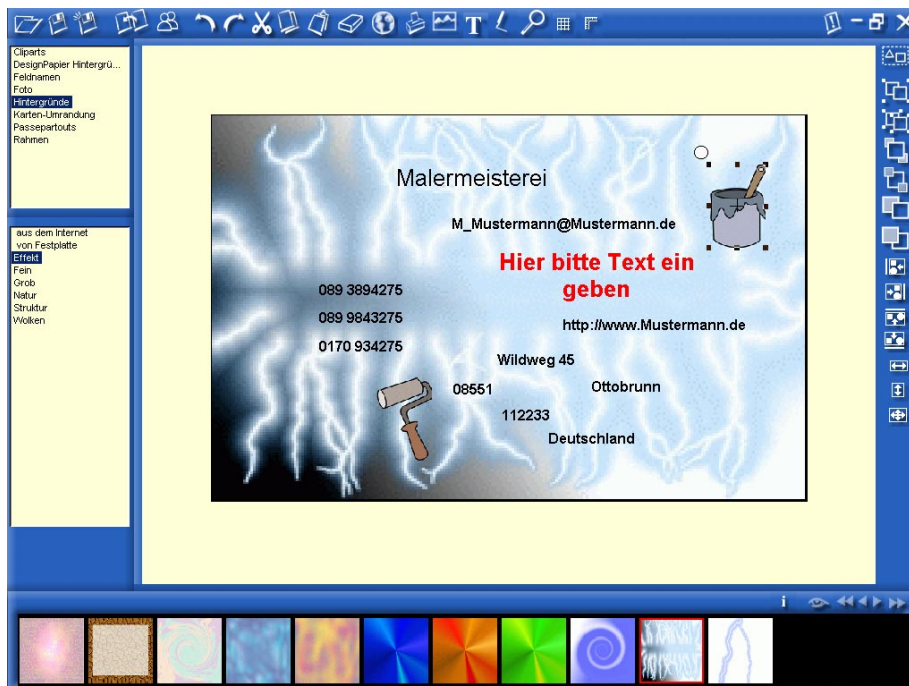 Cliparts
DesignPapier Hintergrü...
Feldnamen
Foto
Hintergründe
Karten-Umrandung
Passepartouts
Rahmen
aus dem Internet
von Festplatte
Effekt
Fein
Grob
Natur
Struktur
Wolken
Malermeisterei
M_Mustermann@Mustermann.de
Hier bitte Text ein
geben
089 3894275
089 9843275
http://www.Mustermann.de
0170 934275
Wildweg 45
08551
Ottobrunn
112233
Deutschland